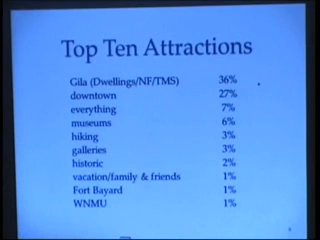 Top Ten Attractions
Gila (Dwellings/NF/TMS) 36%
downtown 27%
everything 7%
museums 6%
hiking 3%
galleries 3%
historic 2%
vacation/family & friends 1%
Fort Bayard 1%
WNMU 1%